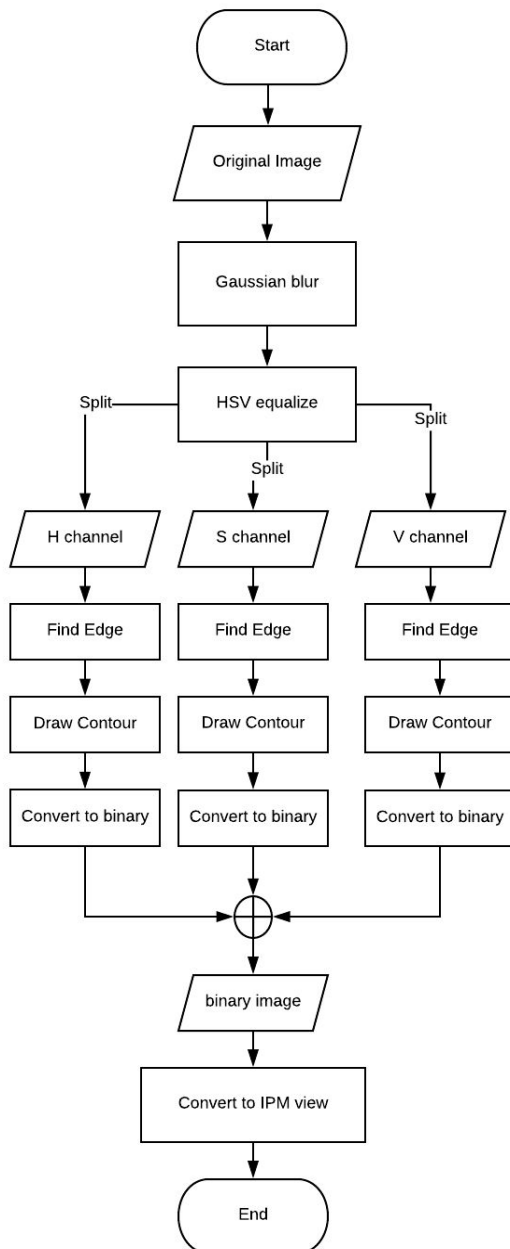 Start
Original Image
Gaussian blur
HSV equalize
Split
Split
Split
H channel
S channel
V channel
Find Edge
Find Edge
Find Edge
Draw Contour
Draw Contour
Draw Contour
Convert to binary
Convert to binary
Convert to binary
binary image
Convert to IPM view
End